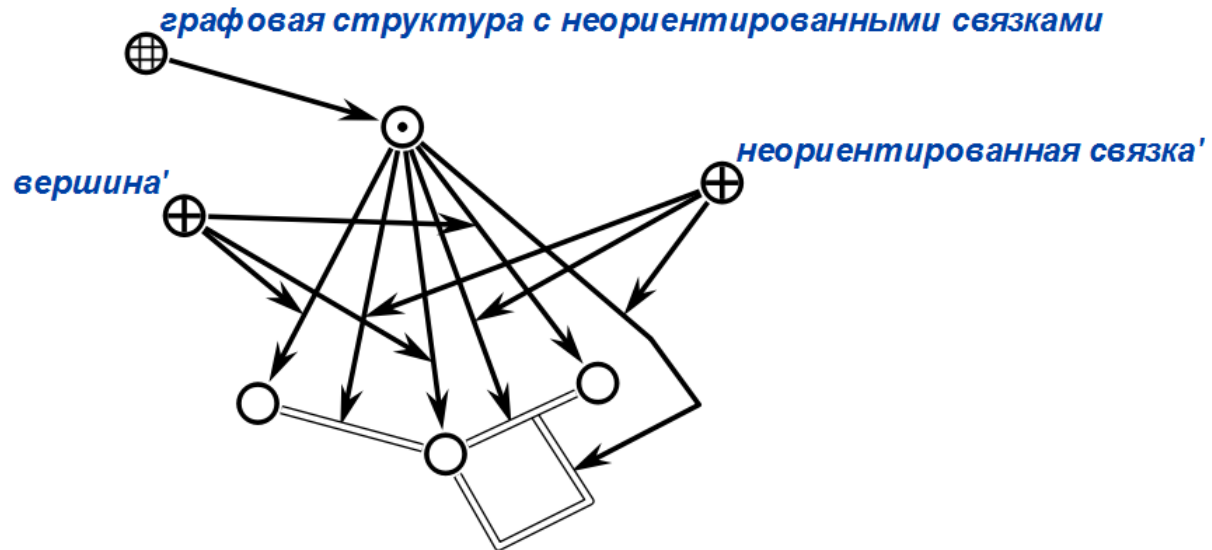 графовая структура с неориентированными связками
неориентированная связка'
вершина'